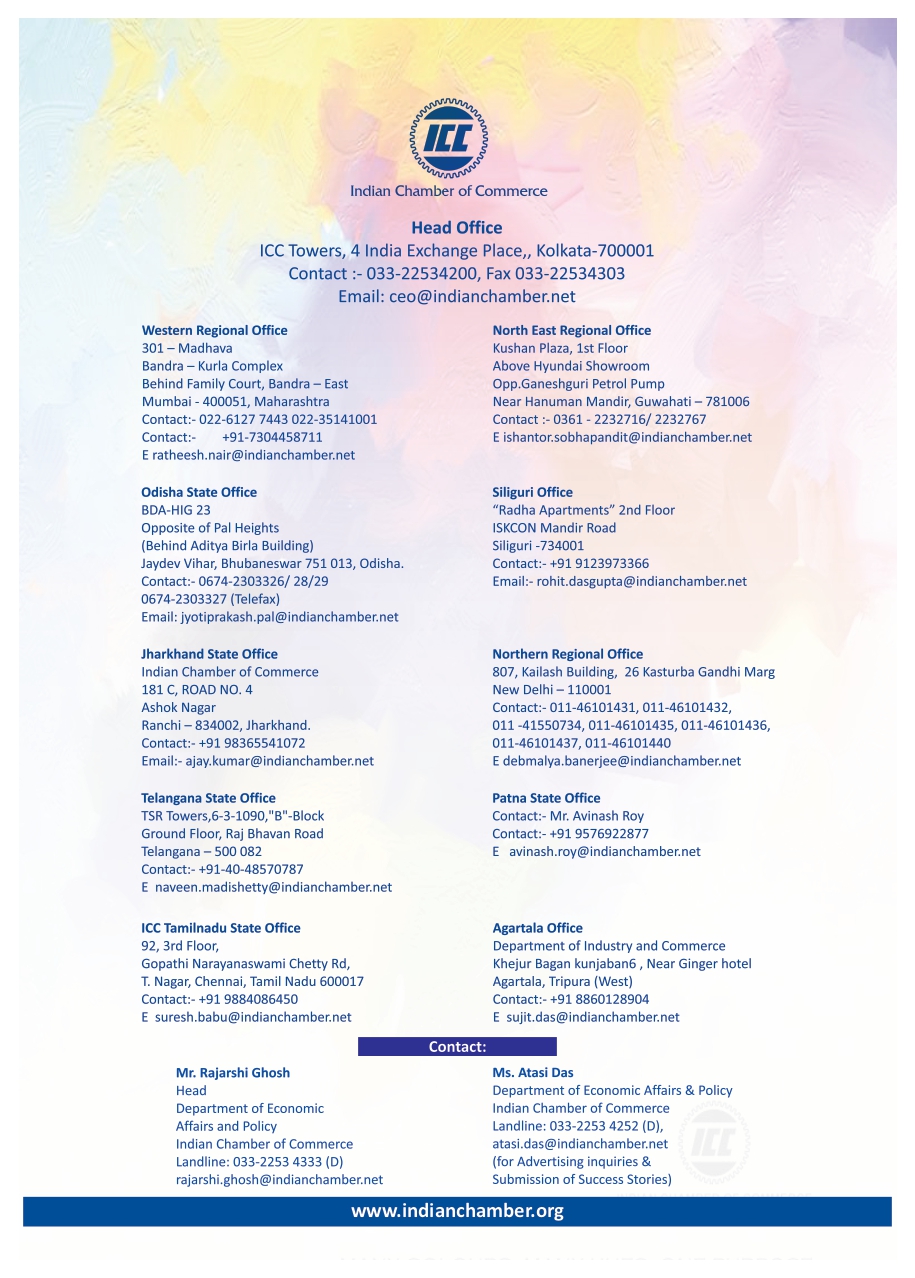 ICC
Indian Chamber of Commerce
Head Office
ICC Towers, 4 India Exchange Place,, Kolkata-700001
Contact :- 033-22534200, Fax 033-22534303
Email: ceo@indianchamber.net
Western Regional Office
301 – Madhava
Bandra – Kurla Complex
Behind Family Court, Bandra – East
Mumbai - 400051, Maharashtra
Contact:- 022-6127 7443 022-35141001
Contact:- +91-7304458711
E ratheesh.nair@indianchamber.net
North East Regional Office
Kushan Plaza, 1st Floor
Above Hyundai Showroom
Opp.Ganeshguri Petrol Pump
Near Hanuman Mandir, Guwahati – 781006
Contact :- 0361 - 2232716/ 2232767
E ishantor.sobhapandit@indianchamber.net
Odisha State Office
BDA-HIG 23
Opposite of Pal Heights
(Behind Aditya Birla Building)
Jaydev Vihar, Bhubaneswar 751 013, Odisha.
Contact:- 0674-2303326/ 28/29
0674-2303327 (Telefax)
Email: jyotiprakash.pal@indianchamber.net
Siliguri Office
“Radha Apartments” 2nd Floor
ISKCON Mandir Road
Siliguri -734001
Contact:- +91 9123973366
Email:- rohit.dasgupta@indianchamber.net
Jharkhand State Office
Indian Chamber of Commerce
181 C, ROAD NO. 4
Ashok Nagar
Ranchi – 834002, Jharkhand.
Contact:- +91 98365541072
Email:- ajay.kumar@indianchamber.net
Northern Regional Office
807, Kailash Building, 26 Kasturba Gandhi Marg
New Delhi – 110001
Contact:- 011-46101431, 011-46101432,
011 -41550734, 011-46101435, 011-46101436,
011-46101437, 011-46101440
E debmalya.banerjee@indianchamber.net
Telangana State Office
TSR Towers,6-3-1090,"B"-Block
Ground Floor, Raj Bhavan Road
Telangana – 500 082
Contact:- +91-40-48570787
E naveen.madishetty@indianchamber.net
Patna State Office
Contact:- Mr. Avinash Roy
Contact:- +91 9576922877
E avinash.roy@indianchamber.net
ICC Tamilnadu State Office
92, 3rd Floor,
Gopathi Narayanaswami Chetty Rd,
T. Nagar, Chennai, Tamil Nadu 600017
Contact:- +91 9884086450
E suresh.babu@indianchamber.net
Agartala Office
Department of Industry and Commerce
Khejur Bagan kunjaban6 , Near Ginger hotel
Agartala, Tripura (West)
Contact:- +91 8860128904
E sujit.das@indianchamber.net
Contact:
Mr. Rajarshi Ghosh
Head
Department of Economic
Affairs and Policy
Indian Chamber of Commerce
Landline: 033-2253 4333 (D)
rajarshi.ghosh@indianchamber.net
Ms. Atasi Das
Department of Economic Affairs & Policy
Indian Chamber of Commerce
Landline: 033-2253 4252 (D),
atasi.das@indianchamber.net
(for Advertising inquiries &
Submission of Success Stories)
ICC
www.indianchamber.org